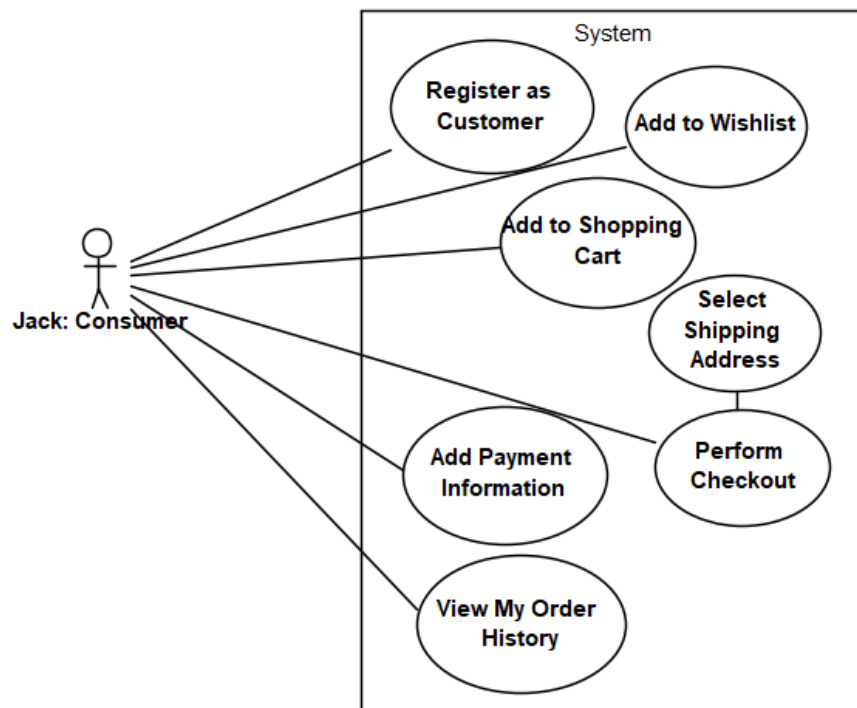 System
Register as
Customer
Add to Wishlist
Add to Shopping
Cart
Select
Shipping
Address
Jack: Consumer
Add Payment
Information
Perform
Checkout
View My Order
History